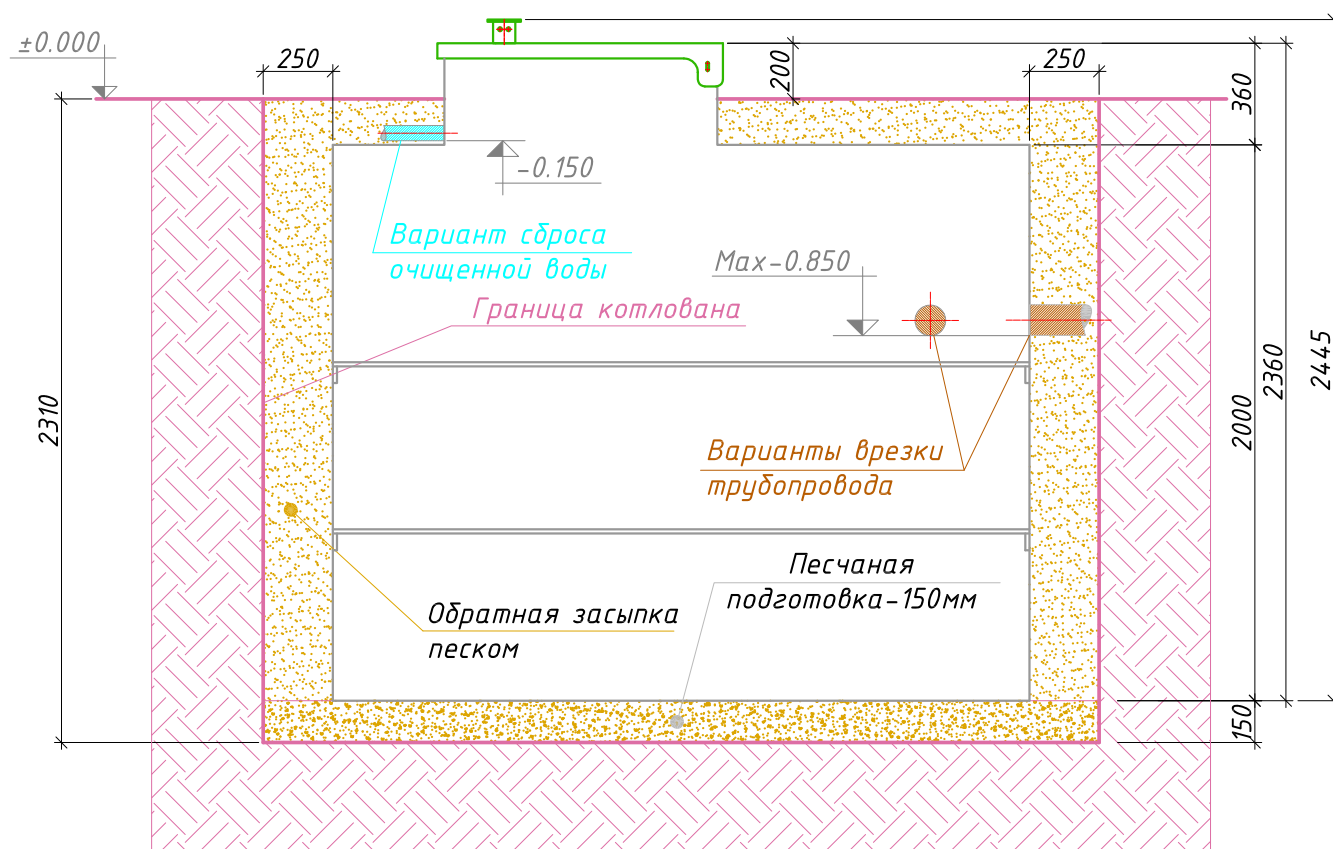 ±0.000
250
200
250
360
-0.150
Вариант сброса
очищенной воды
Max-0.850
Граница котлована
2310
2000
2360
2445
Варианты врезки
трубопровода
Песчаная
подготовка-150мм
Обратная засыпка
песком
150